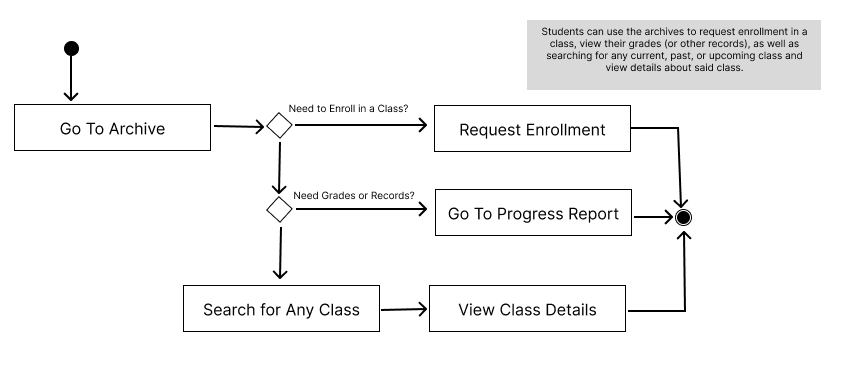 Students can use the archives to request enrollment in a
class, view their grades (or other records), as well as
searching for any current, past, or upcoming class and
view details about said class.
Need to Enroll in a Class?
Go To Archive
Request Enrollment
Need Grades or Records?
Go To Progress Report
Search for Any Class
View Class Details